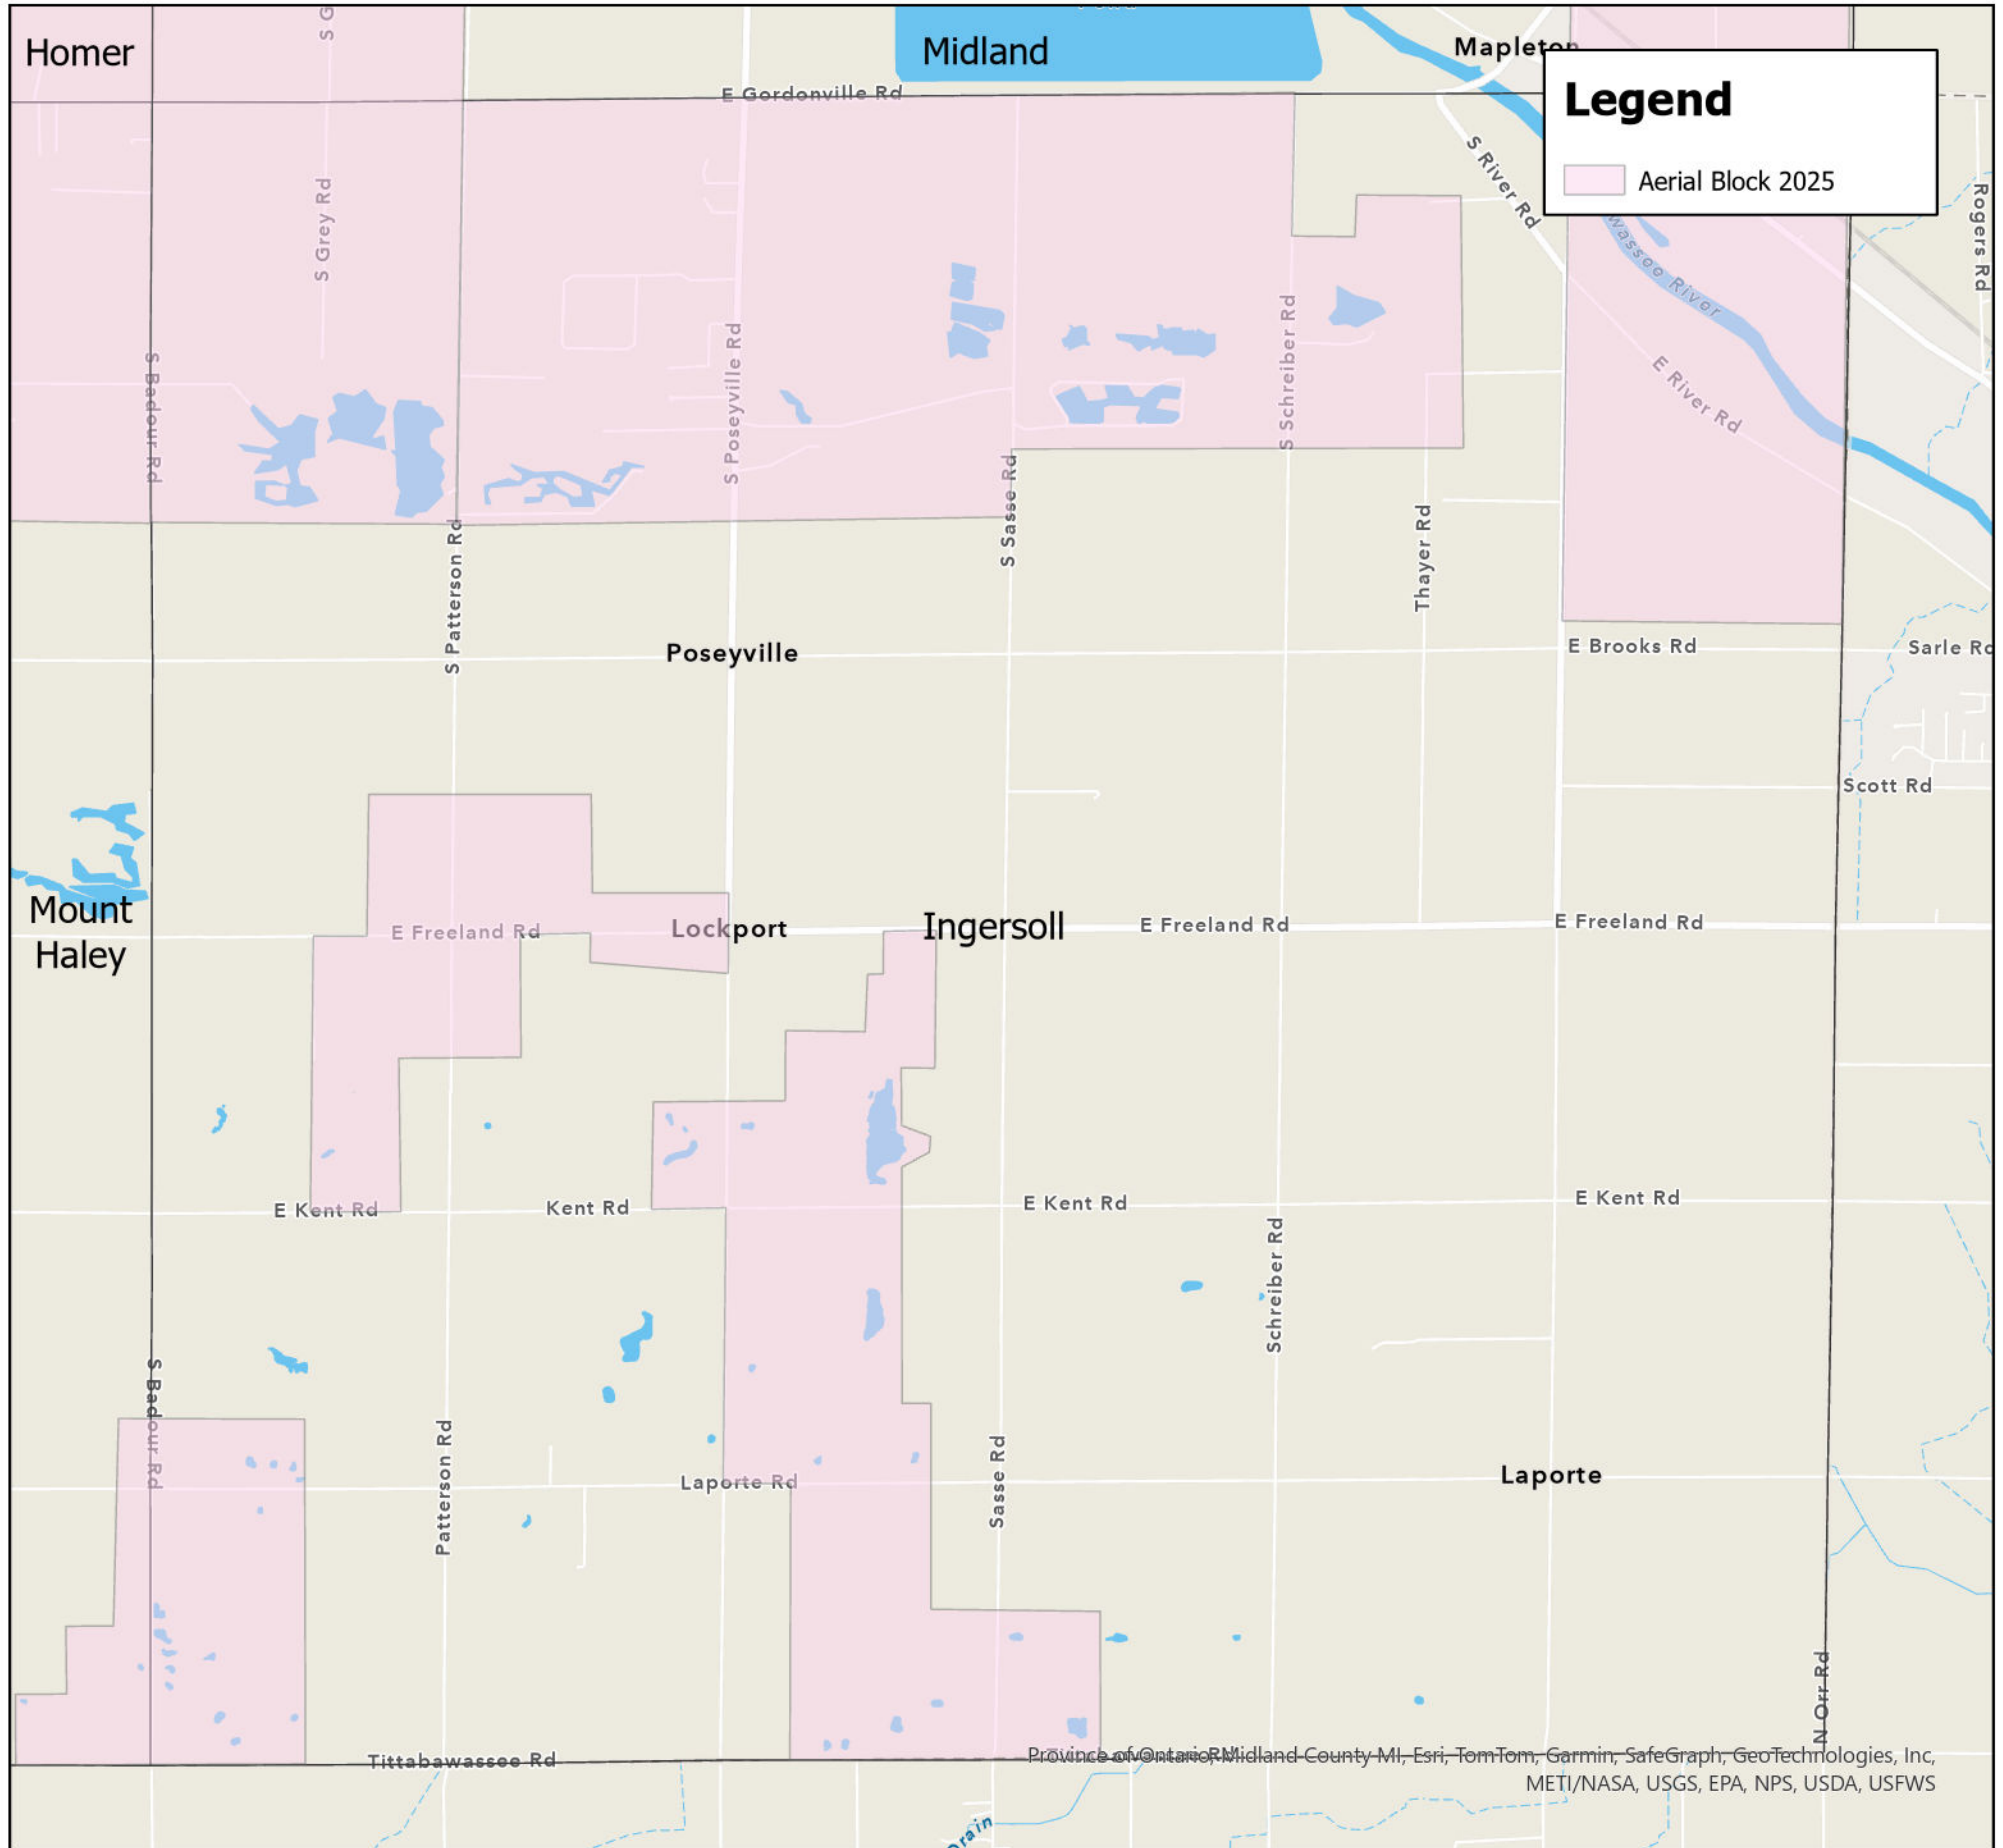 S G
Homer
Midland
Mapleton
E Gordonville Rd
Legend
Aerial Block 2025
S River Rd
Rogers Rd
S Grey Rd
S Badour Rd
S Poseyville Rd
S Schreiber Rd
E River Rd
S Patterson Rd
S Sasse Rd
Thayer Rd
Poseyville
E Brooks Rd
Sarle Rd
Scott Rd
Mount
Haley
E Freeland Rd
Lockport
Ingersoll
E Freeland Rd
E Freeland Rd
E Kent Rd
Kent Rd
E Kent Rd
E Kent Rd
Schreiber Rd
S Badour Rd
Patterson Rd
Laporte Rd
Sasse Rd
Laporte
N Orr Rd
Tittabawassee Rd
Province of Ontario, Midland County MI, Esri, TomTom, Garmin, SafeGraph, GeoTechnologies, Inc,
METI/NASA, USGS, EPA, NPS, USDA, USFWS